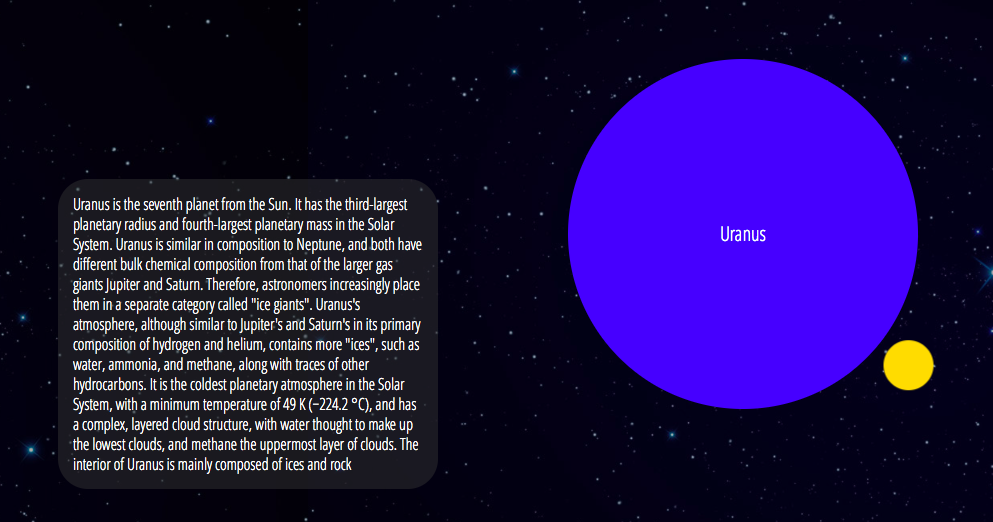 Uranus is the seventh planet from the Sun. It has the third-largest
planetary radius and fourth-largest planetary mass in the Solar
System. Uranus is similar in composition to Neptune, and both have
different bulk chemical composition from that of the larger gas
giants Jupiter and Saturn. Therefore, astronomers increasingly place
them in a separate category called "ice giants". Uranus's
atmosphere, although similar to Jupiter's and Saturn's in its primary
composition of hydrogen and helium, contains more "ices", such as
water, ammonia, and methane, along with traces of other
hydrocarbons. It is the coldest planetary atmosphere in the Solar
System, with a minimum temperature of 49 K (−224.2 °C), and has
a complex, layered cloud structure, with water thought to make up
the lowest clouds, and methane the uppermost layer of clouds. The
interior of Uranus is mainly composed of ices and rock
Uranus